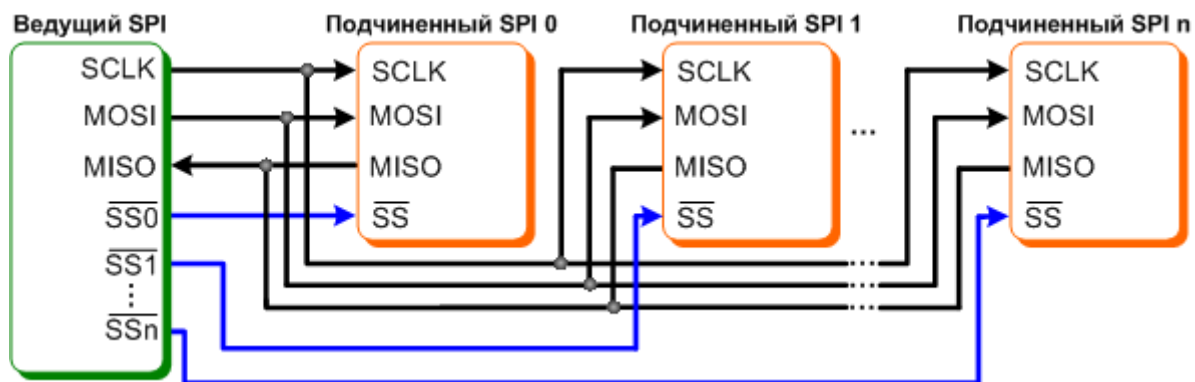 Ведущий SPI
SCLK
MOSI
MISO
SS0
SS1
SSn
Подчиненный SPI 0
SCLK
MOSI
MISO
SS
Подчиненный SPI 1
SCLK
MOSI
MISO
SS
...
Подчиненный SPI n
SCLK
MOSI
MISO
SS